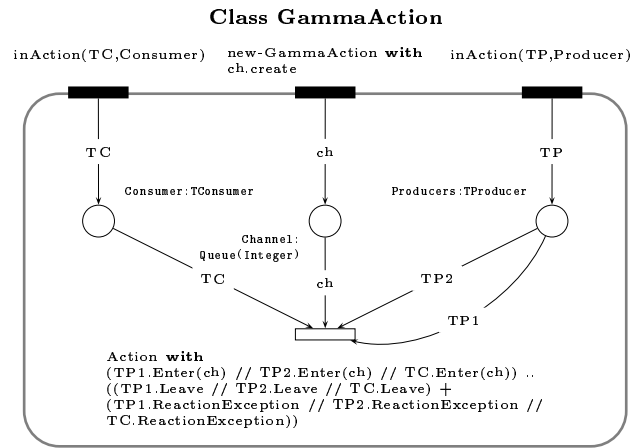 Class GammaAction
inAction(TC,Consumer)
new-GammaAction with
ch.create
inAction(TP,Producer)
TC
ch
TP
Consumer:TConsumer
Producers:TProducer
Channel:
Queue(Integer)
TC
ch
TP2
TP1
Action with
(TP1.Enter(ch) // TP2.Enter(ch) // TC.Enter(ch)) ..
((TP1.Leave // TP2.Leave // TC.Leave) +
(TP1.ReactionException // TP2.ReactionException //
TC.ReactionException))